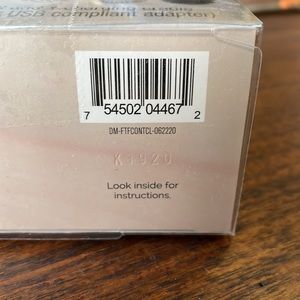 USB compliant adapter)
7 54502 04467 2
DM-FTFCONTCL-062220
K3920
Look inside for
instructions.